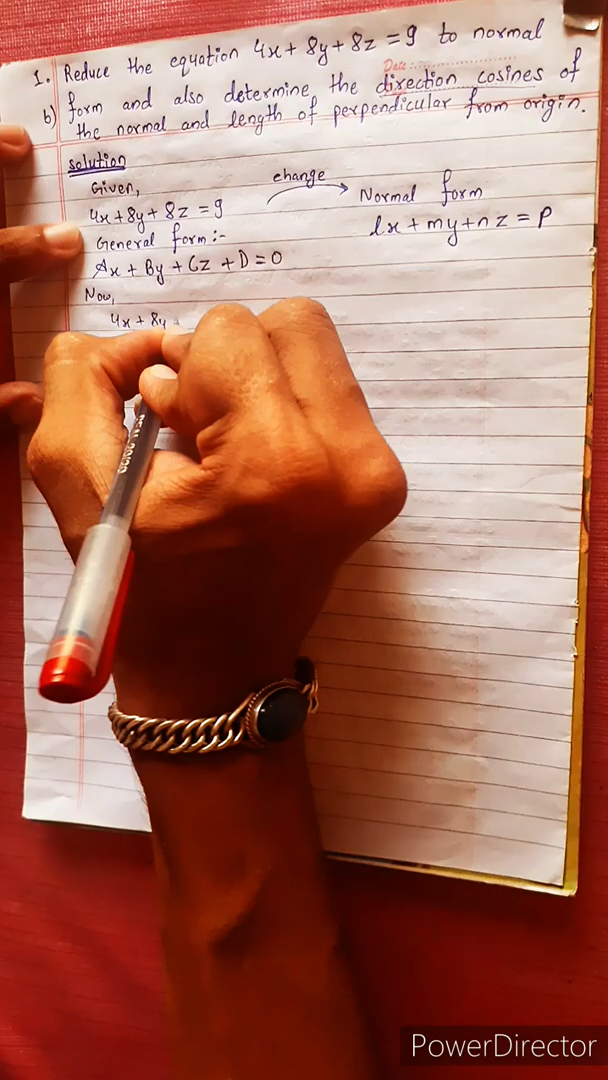 1. Reduce the equation 4x + 8y + 8z = 9 to normal
Date :
b) form and also determine the direction cosines of
the normal and length of perpendicular from origin.
solution
Given,
change
4x + 8y + 8z = 9
Normal form
lx + my + nz = P
General form :-
Ax + By + Cz + D = 0
Now,
4x + 8y
PowerDirector